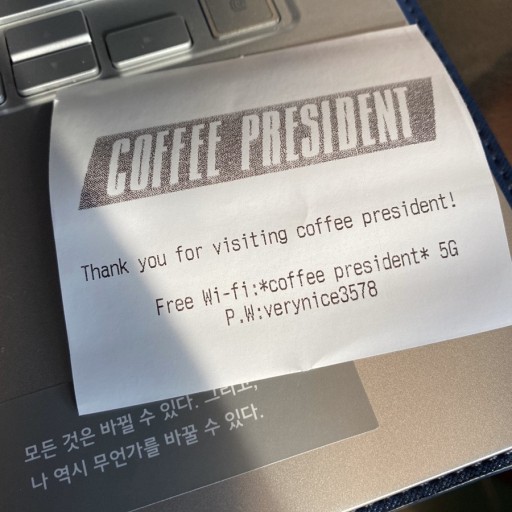 COFFEE PRESIDENT
Thank you for visiting coffee president!
Free Wi-fi:*coffee president* 5G
P.W:verynice3578
모든 것은 바뀔 수 있다. 그리고,
나 역시 무언가를 바꿀 수 있다.